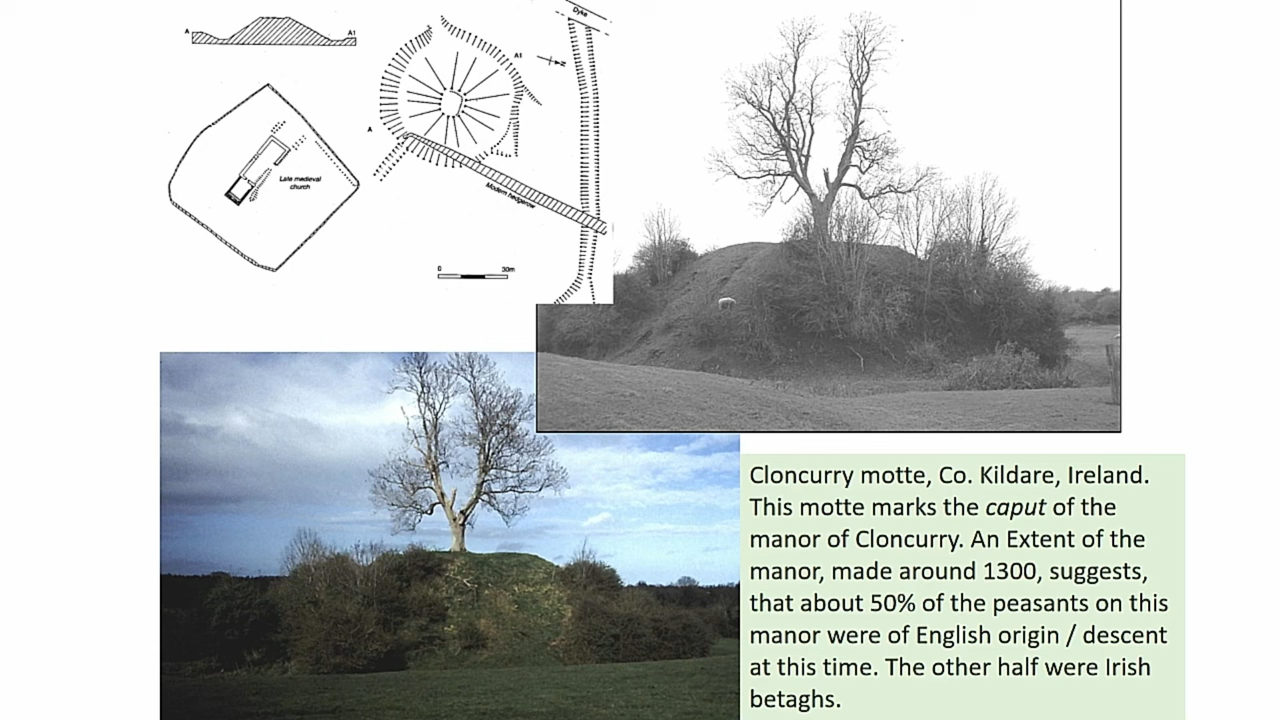 Dyke
A
A1
A1
N
A
Late medieval
church
Modern hedgerow
0
30m
Cloncurry motte, Co. Kildare, Ireland.
This motte marks the caput of the
manor of Cloncurry. An Extent of the
manor, made around 1300, suggests,
that about 50% of the peasants on this
manor were of English origin / descent
at this time. The other half were Irish
betaghs.